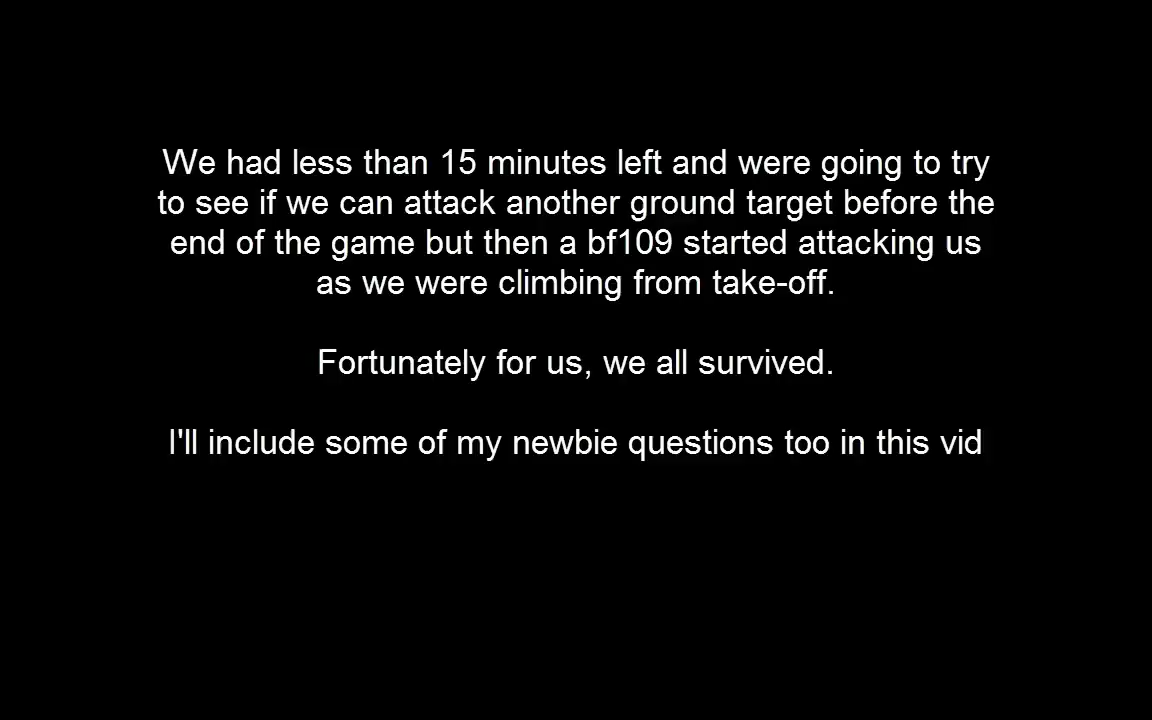 We had less than 15 minutes left and were going to try
to see if we can attack another ground target before the
end of the game but then a bf109 started attacking us
as we were climbing from take-off.
Fortunately for us, we all survived.
I'll include some of my newbie questions too in this vid